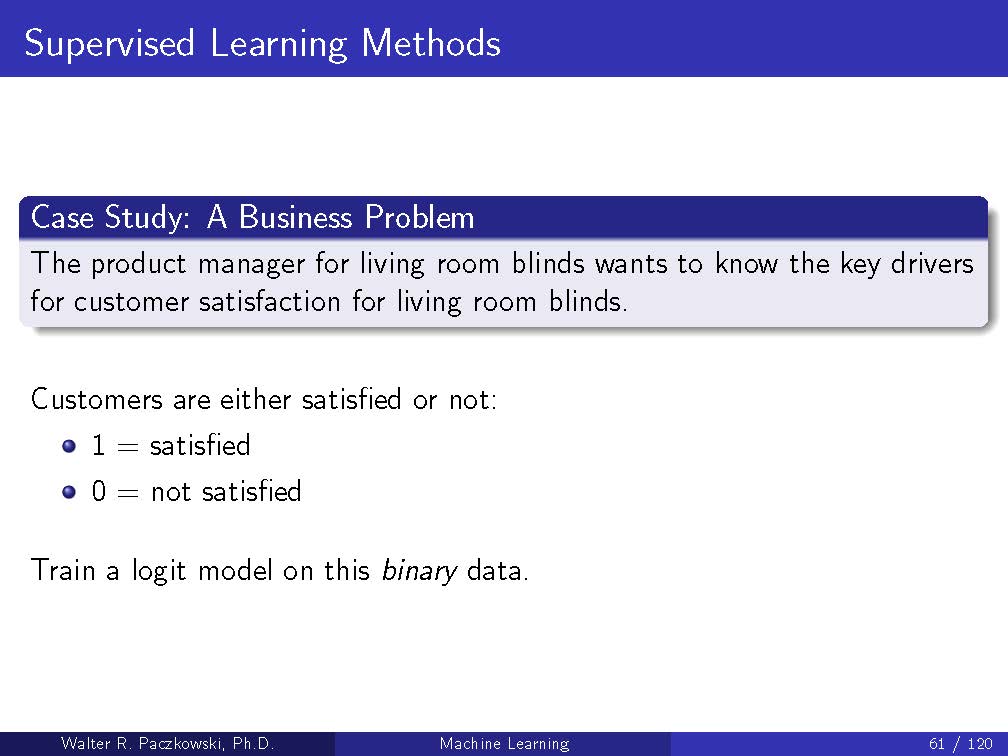 Supervised Learning Methods
Case Study: A Business Problem
The product manager for living room blinds wants to know the key drivers
for customer satisfaction for living room blinds.
Customers are either satisfied or not:
1 = satisfied
0 = not satisfied
Train a logit model on this binary data.
Walter R. Paczkowski, Ph.D.
Machine Learning
61 / 120